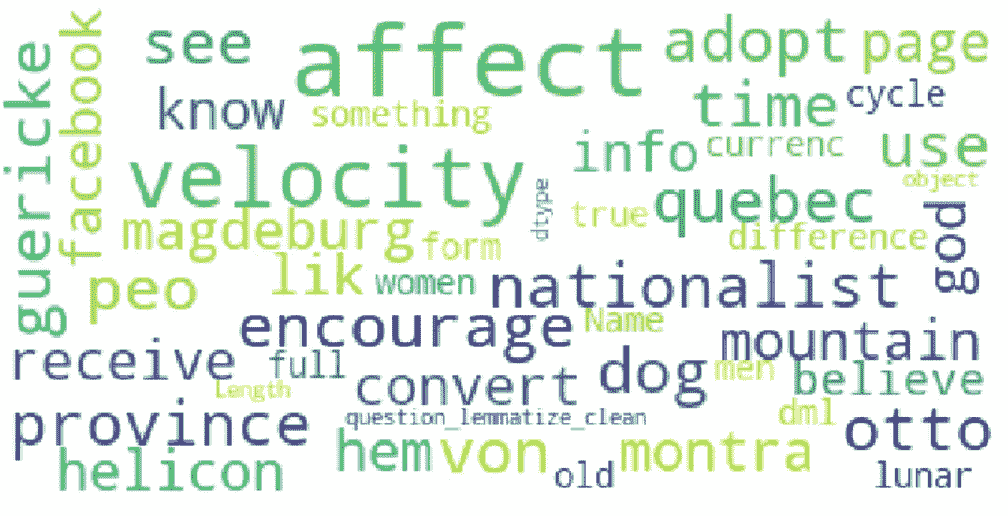 guericke
facebook
see
affect
adopt
page
know
something
time
cycle
velocity
info
currenc
use
object
dtype
true
quebec
magdeburg
form
difference
god
peo
lik
women
nationalist
encourage
Name
mountain
receive
full
convert
dog
men
believe
Length
province
question_lemmatize_clean
dml
otto
helicon
hem
von
old
montra
lunar